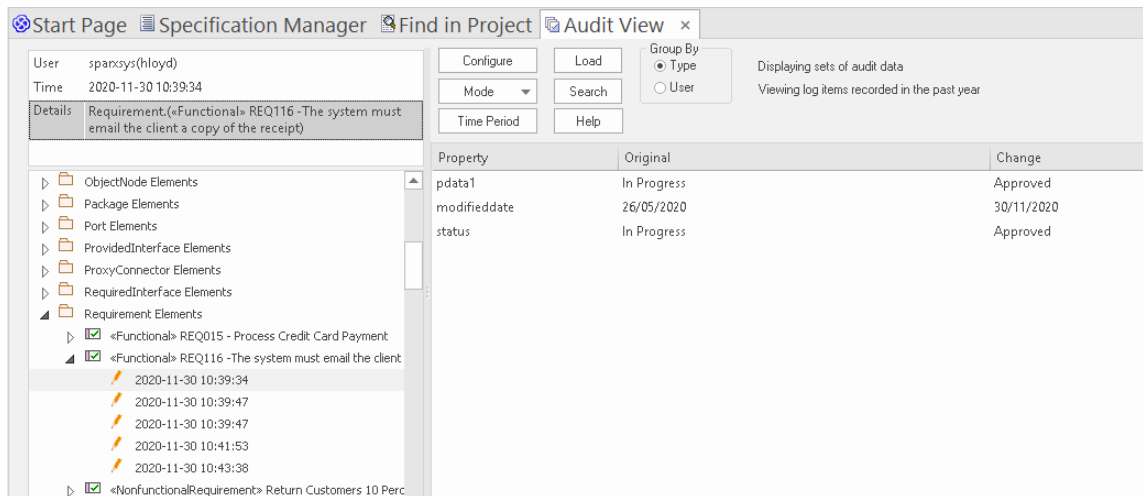 Start Page Specification Manager Find in Project Audit View ×
User sparxsys(hloyd)
Time 2020-11-30 10:39:34
Details Requirement.(«Functional» REQ116 -The system must
email the client a copy of the receipt)
Configure Load
Mode Search
Time Period Help
Group By
Type
User
Displaying sets of audit data
Viewing log items recorded in the past year
Property Original Change
pdata1 In Progress Approved
modifieddate 26/05/2020 30/11/2020
status In Progress Approved
ObjectNode Elements
Package Elements
Port Elements
ProvidedInterface Elements
ProxyConnector Elements
RequiredInterface Elements
Requirement Elements
«Functional» REQ015 - Process Credit Card Payment
«Functional» REQ116 -The system must email the client
2020-11-30 10:39:34
2020-11-30 10:39:47
2020-11-30 10:39:47
2020-11-30 10:41:53
2020-11-30 10:43:38
«NonfunctionalRequirement» Return Customers 10 Perc